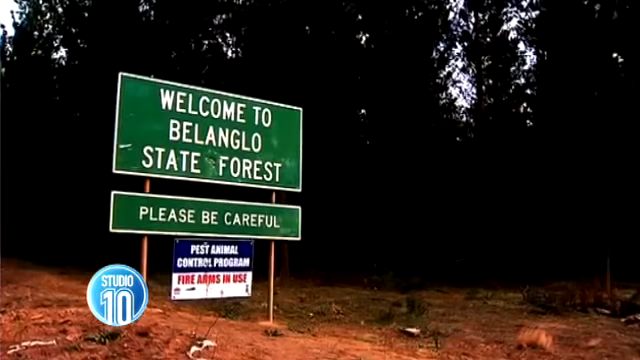 WELCOME TO
BELANGLO
STATE FOREST
PLEASE BE CAREFUL
PEST ANIMAL
CONTROL PROGRAM
FIRE ARMS IN USE
STUDIO
10